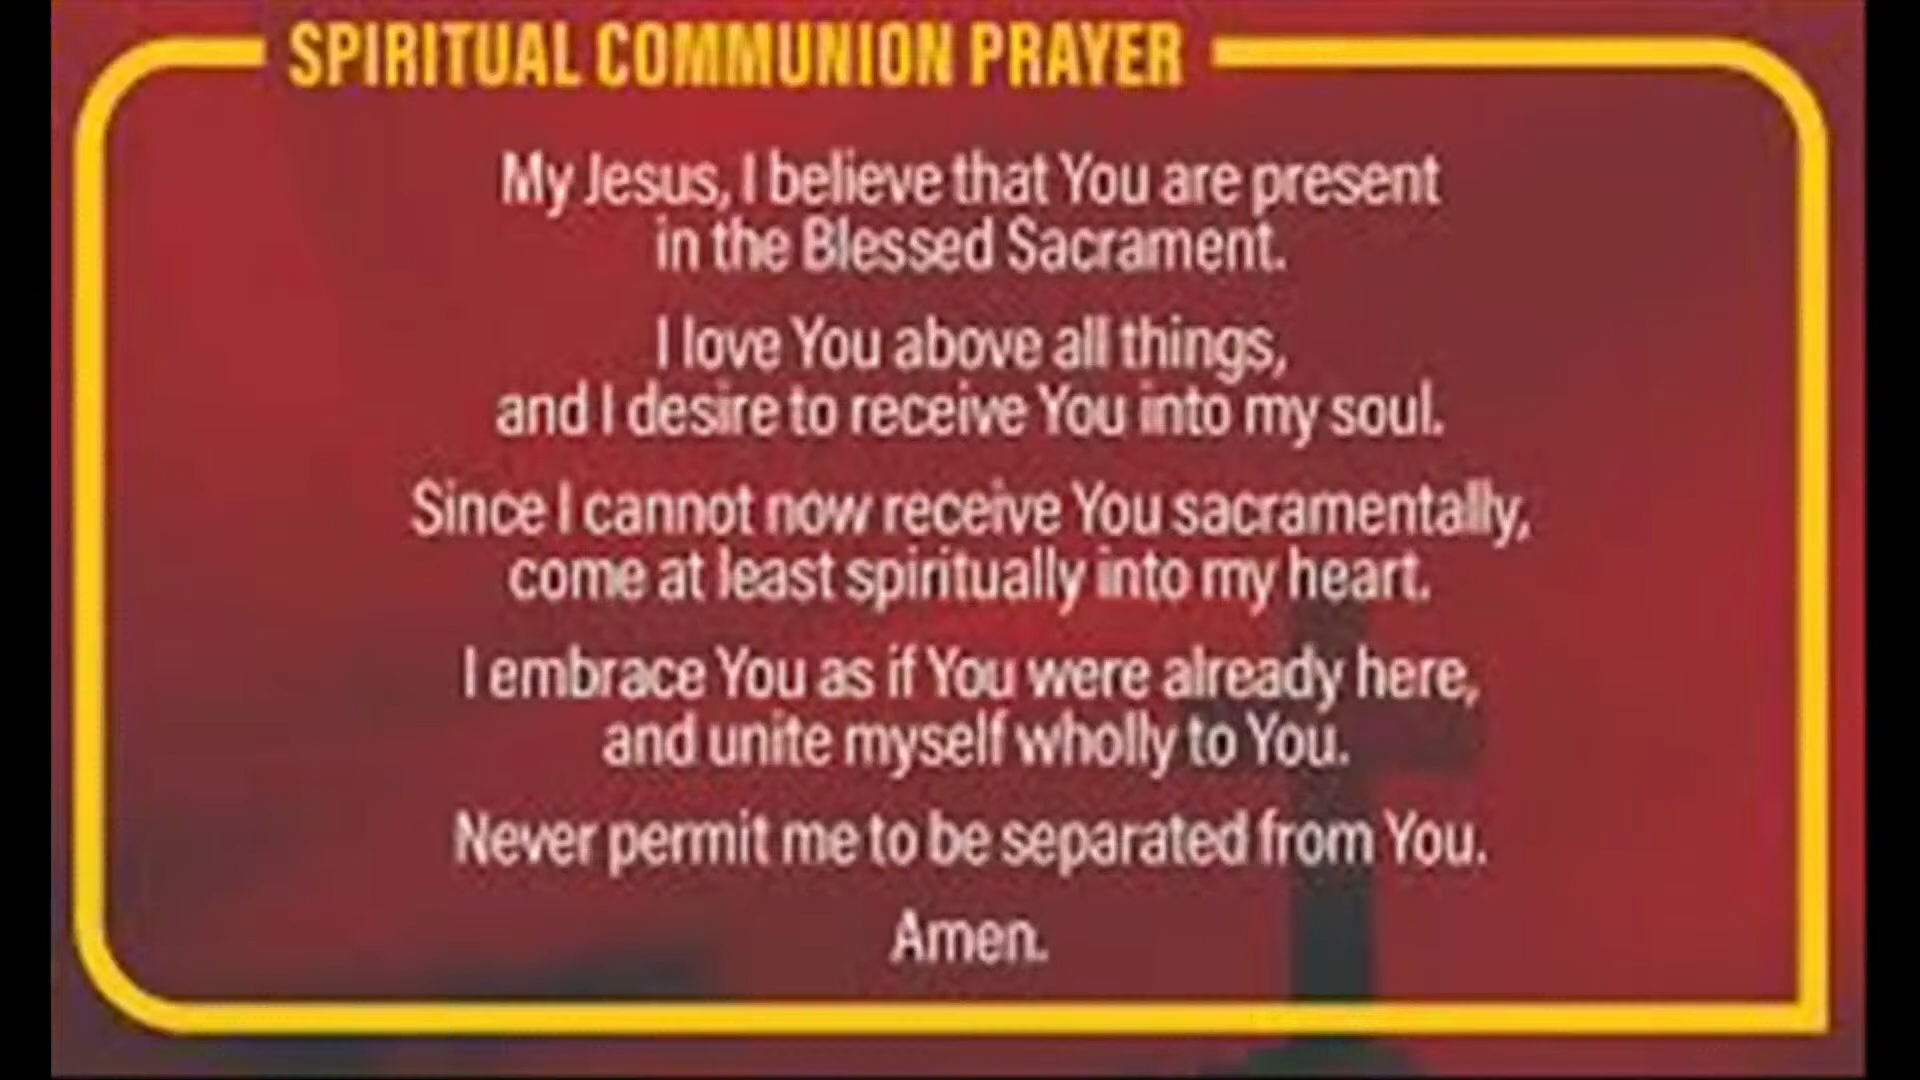 SPIRITUAL COMMUNION PRAYER
My Jesus, I believe that You are present
in the Blessed Sacrament.
I love You above all things,
and I desire to receive You into my soul.
Since I cannot now receive You sacramentally,
come at least spiritually into my heart.
I embrace You as if You were already here,
and unite myself wholly to You.
Never permit me to be separated from You.
Amen.